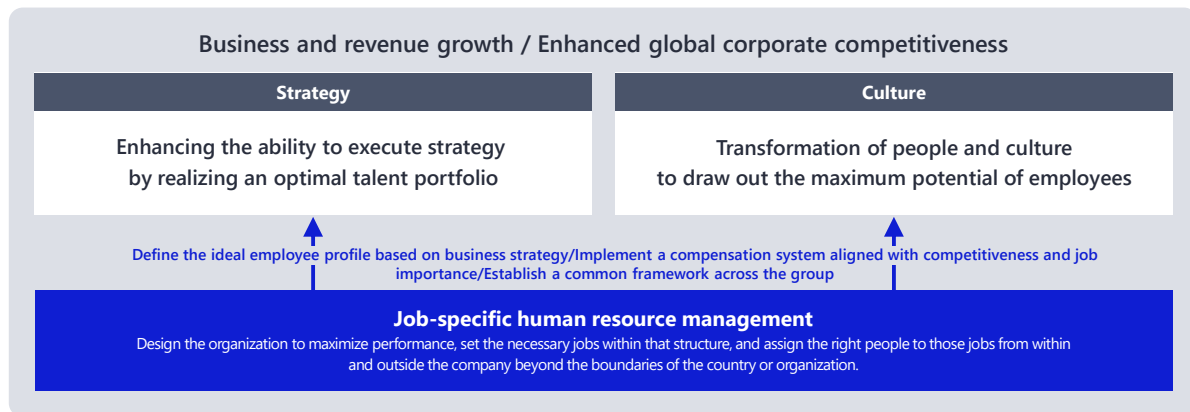 Business and revenue growth / Enhanced global corporate competitiveness
Strategy
Enhancing the ability to execute strategy
by realizing an optimal talent portfolio
Culture
Transformation of people and culture
to draw out the maximum potential of employees
Define the ideal employee profile based on business strategy/Implement a compensation system aligned with competitiveness and job
importance/Establish a common framework across the group
Job-specific human resource management
Design the organization to maximize performance, set the necessary jobs within that structure, and assign the right people to those jobs from within
and outside the company beyond the boundaries of the country or organization.